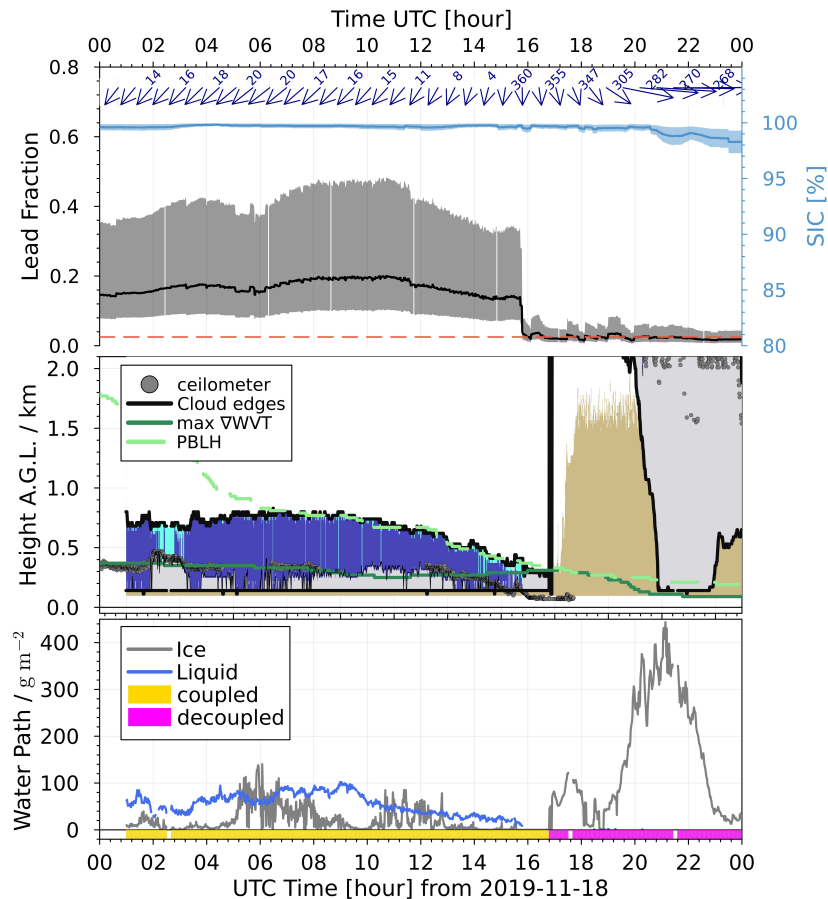 Time UTC [hour]
00 02 04 06 08 10 12 14 16 18 20 22 00
14 16 18 20 20 17 16 15 11 8 4 360 355 347 305 282 270 268
0.8
0.6
0.4
0.2
0.0
Lead Fraction
100
95
90
85
80
SIC [%]
2.0
1.5
1.0
0.5
0.0
Height A.G.L. / km
ceilometer
Cloud edges
max ∇WVT
PBLH
400
300
200
100
0
Water Path / g m⁻²
Ice
Liquid
coupled
decoupled
00 02 04 06 08 10 12 14 16 18 20 22 00
UTC Time [hour] from 2019-11-18